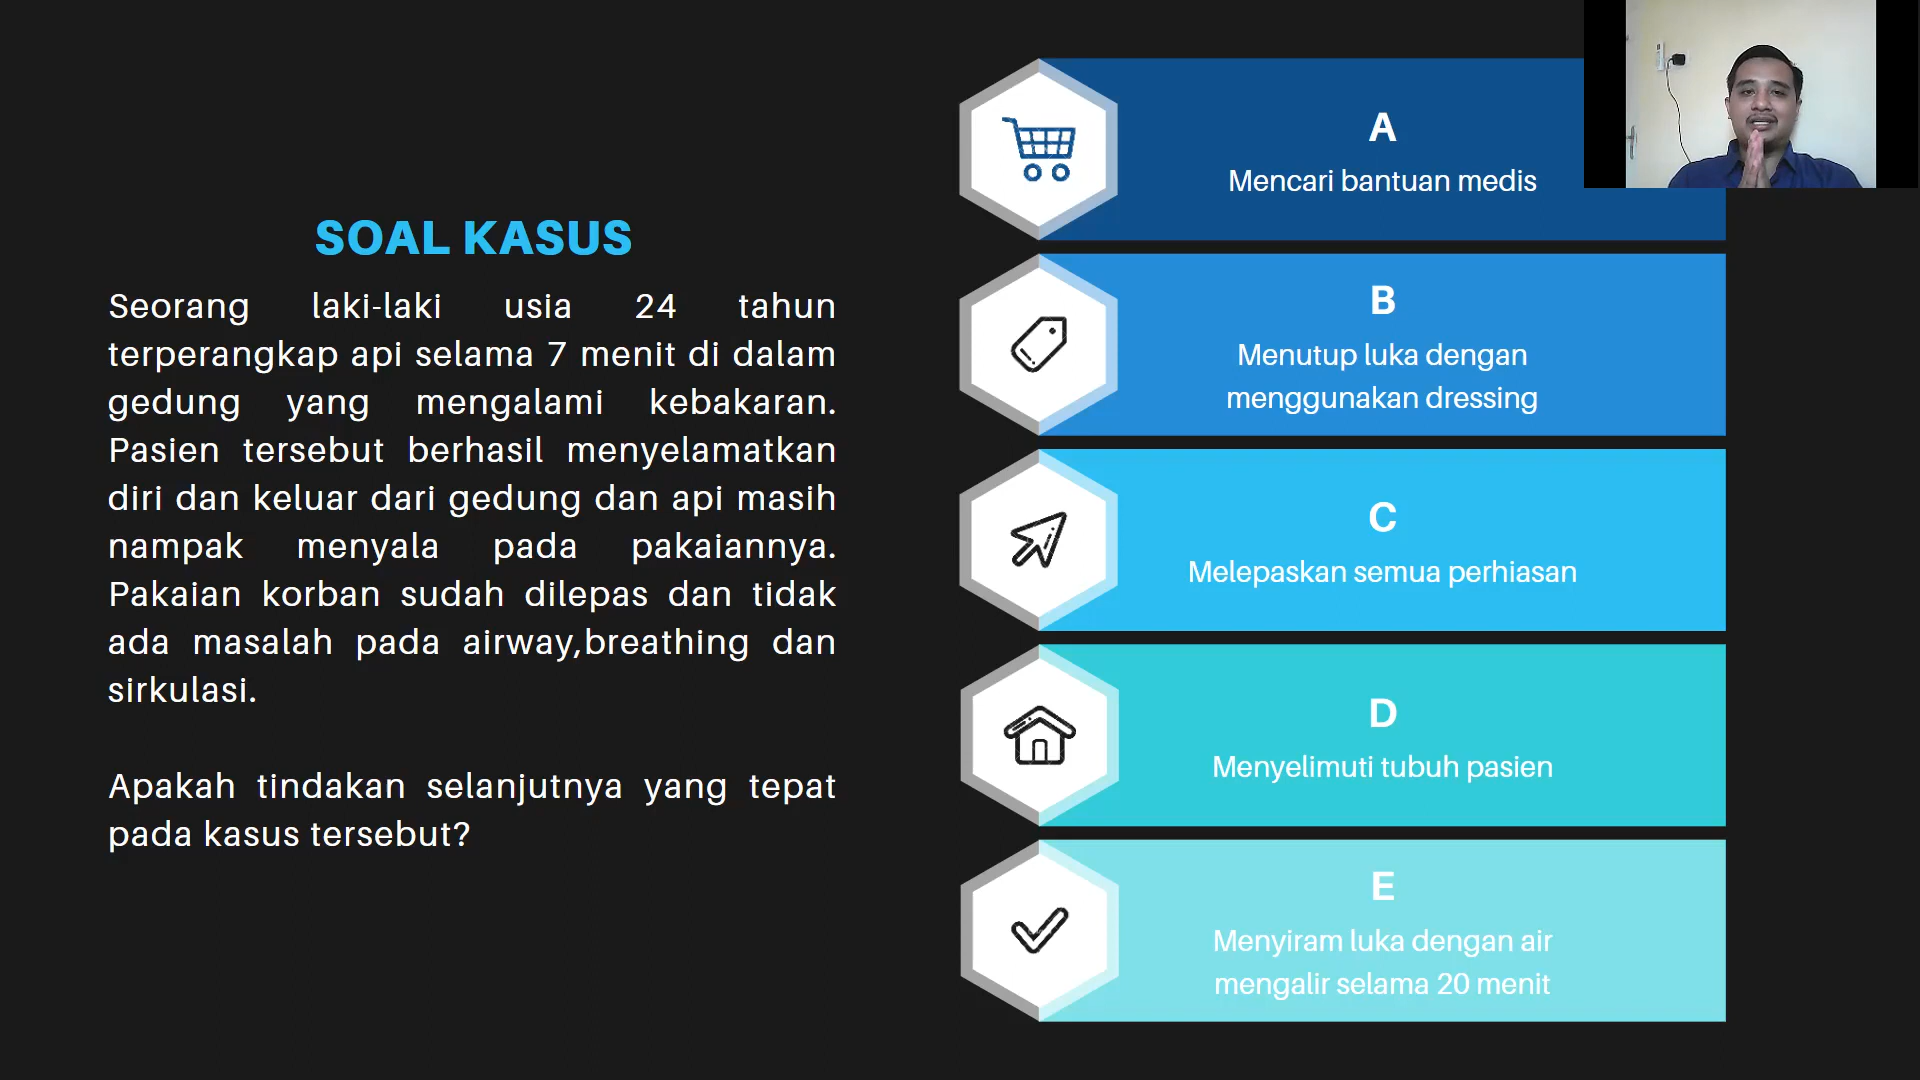 SOAL KASUS
Seorang laki-laki usia 24 tahun
terperangkap api selama 7 menit di dalam
gedung yang mengalami kebakaran.
Pasien tersebut berhasil menyelamatkan
diri dan keluar dari gedung dan api masih
nampak menyala pada pakaiannya.
Pakaian korban sudah dilepas dan tidak
ada masalah pada airway,breathing dan
sirkulasi.
Apakah tindakan selanjutnya yang tepat
pada kasus tersebut?
A
Mencari bantuan medis
B
Menutup luka dengan
menggunakan dressing
C
Melepaskan semua perhiasan
D
Menyelimuti tubuh pasien
E
Menyiram luka dengan air
mengalir selama 20 menit